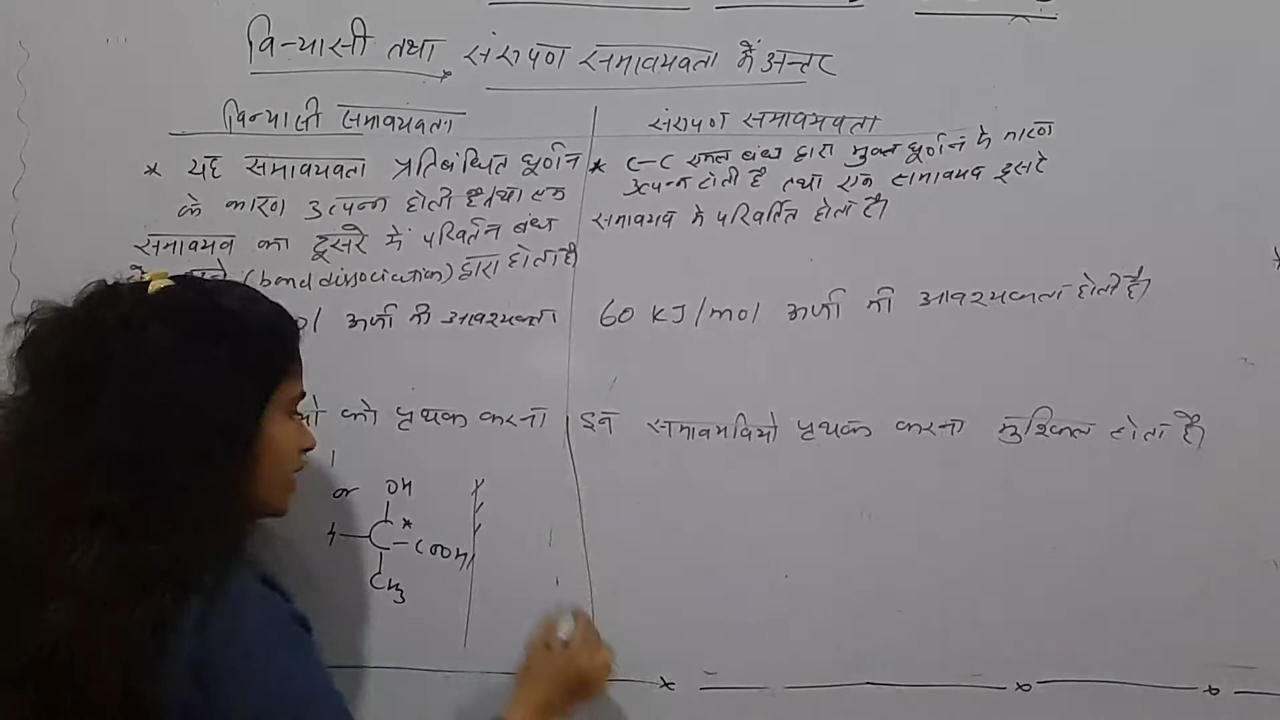 विन्यासी तथा संरुपण समावयवता में अन्तर
विन्यासी समावयवता
* यह समावयवता प्रतिबंधित घूर्णन
के कारण उत्पन्न होती है तथा एक
समावयव का दूसरे में परिवर्तन बंध
(bond dissociation) द्वारा होता है
ol ऊर्जा की आवश्यकता
को पृथक करना
or OH
H-C*-COOH
CH3
संरुपण समावयवता
* C-C एकल बंध द्वारा मुक्त घूर्णन के कारण
उत्पन्न होती है तथा एक समावयव दूसरे
समावयव में परिवर्तित होता है।
60 KJ/mol ऊर्जा की आवश्यकता होती है।
इन समावयवियो पृथक करना मुश्किल होता है।